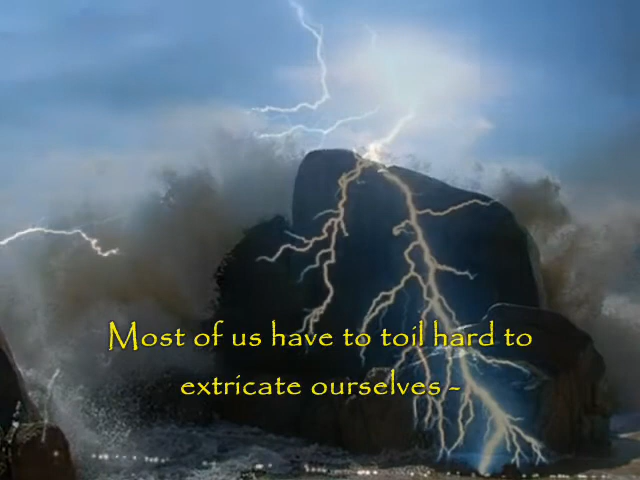 Most of us have to toil hard to
extricate ourselves -